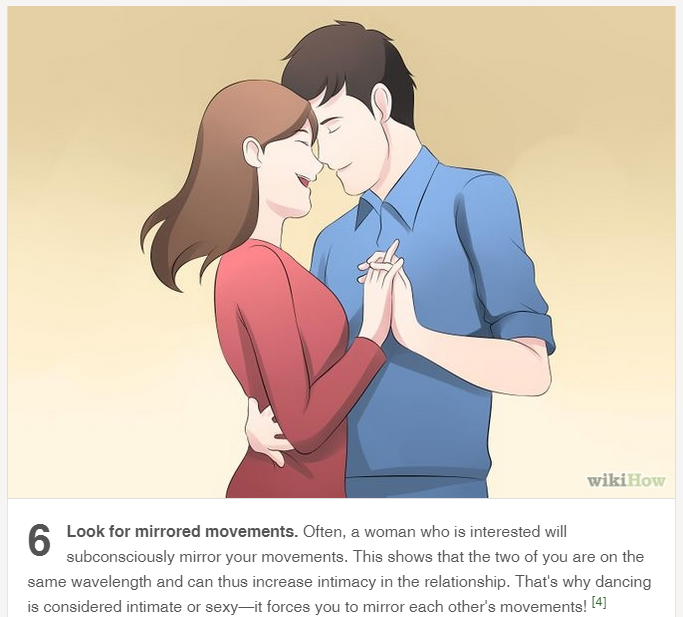 wikiHow
6 Look for mirrored movements. Often, a woman who is interested will
subconsciously mirror your movements. This shows that the two of you are on the
same wavelength and can thus increase intimacy in the relationship. That's why dancing
is considered intimate or sexy—it forces you to mirror each other's movements! [4]